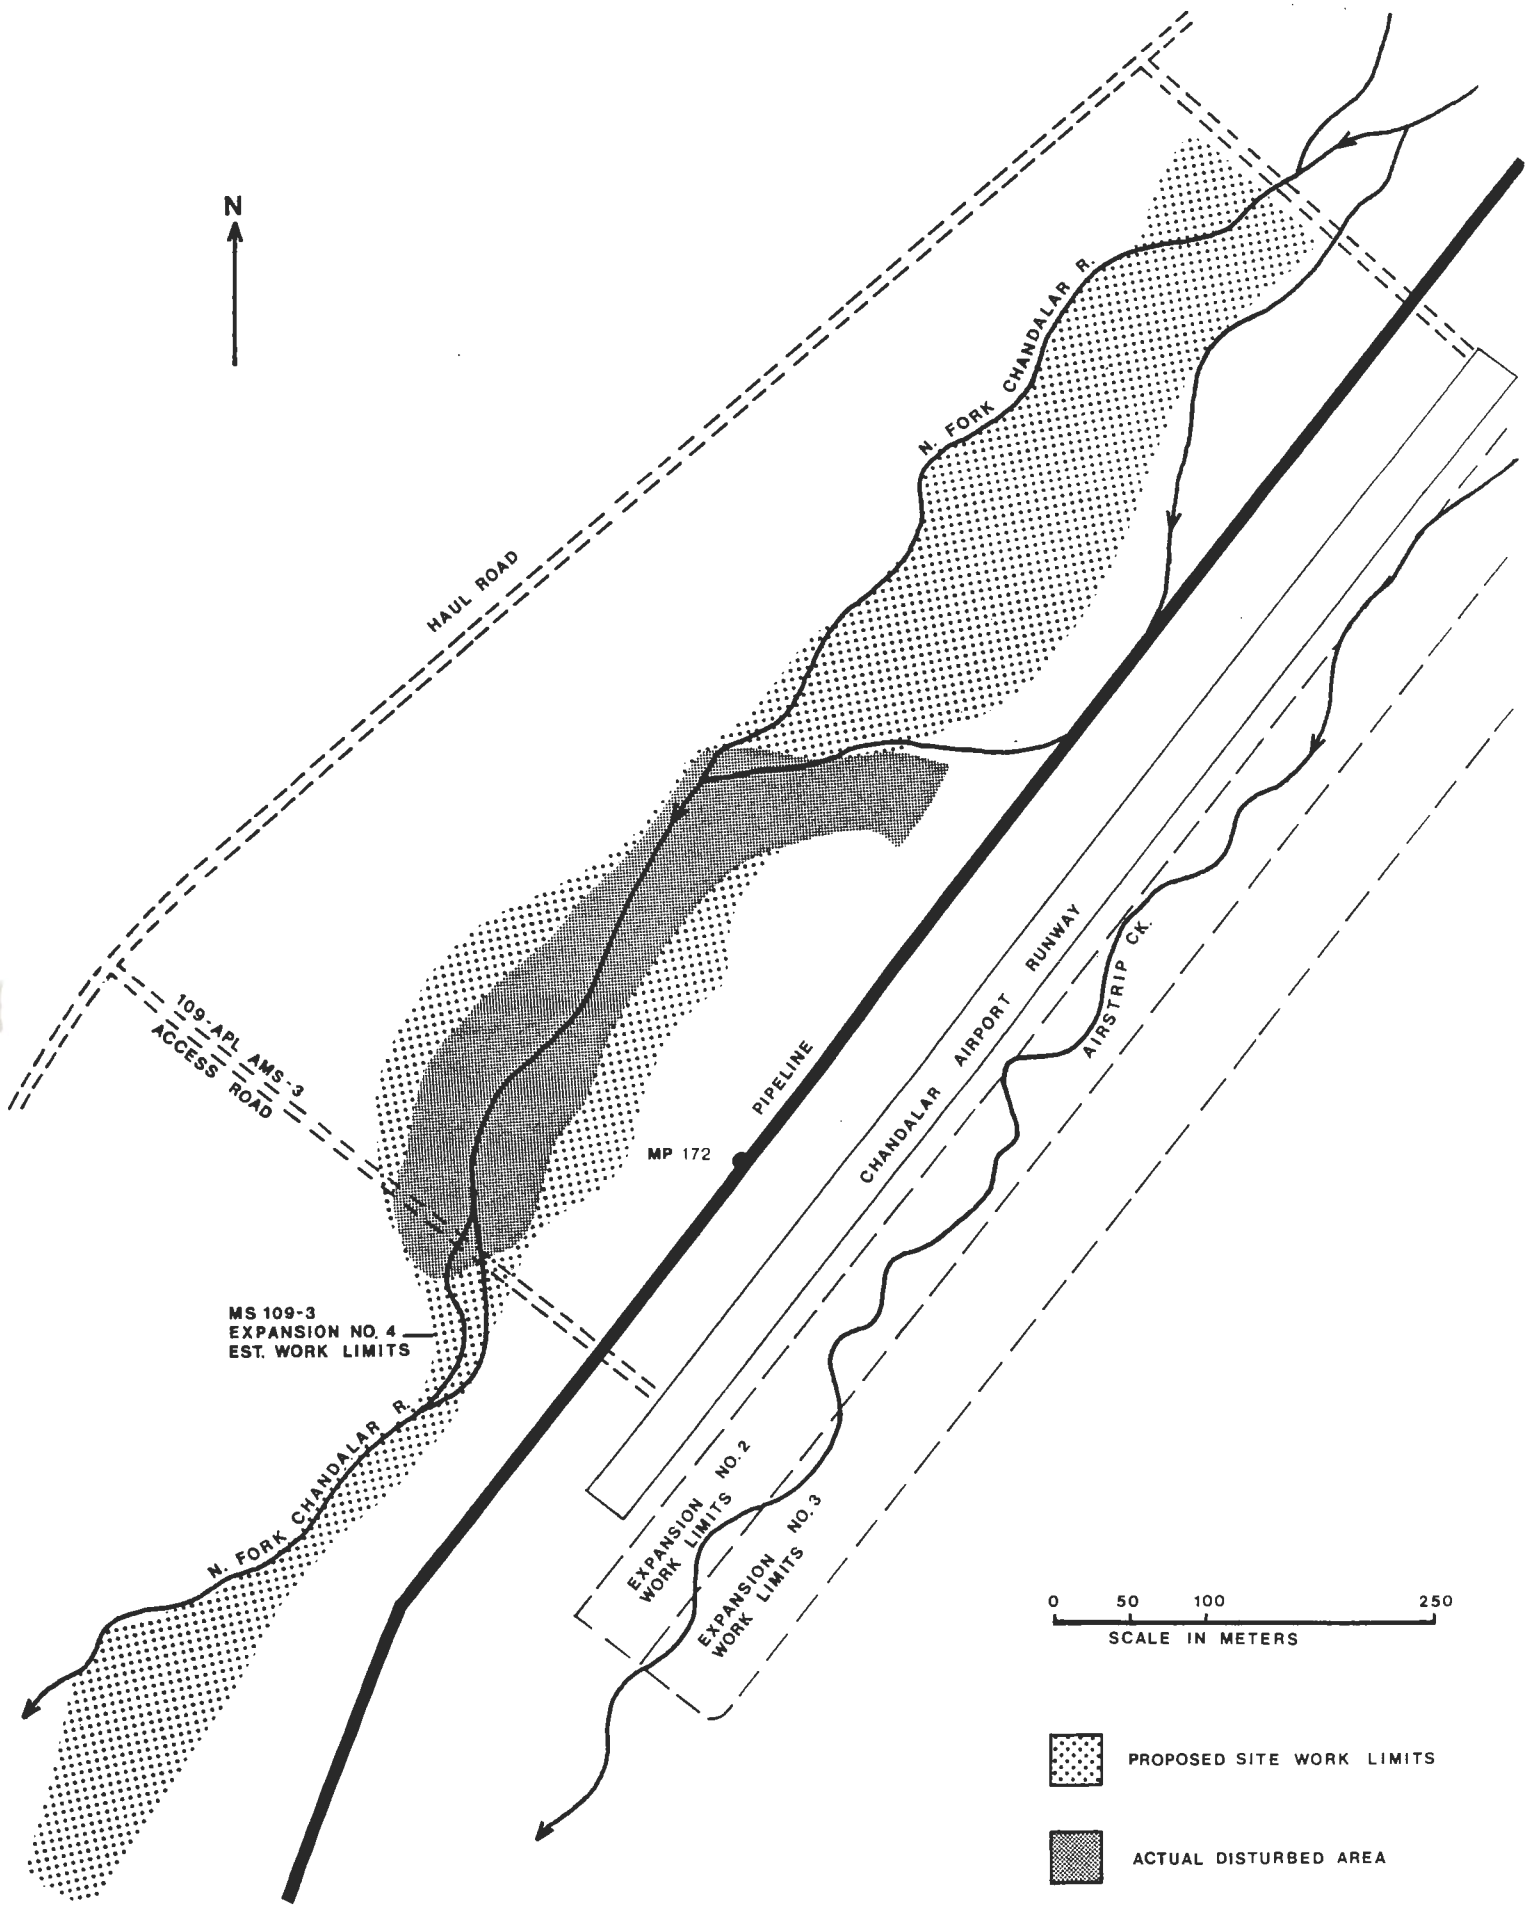 N
N. FORK CHANDALAR R.
HAUL ROAD
109-APL AMS-3
ACCESS ROAD
PIPELINE
MP 172
CHANDALAR AIRPORT RUNWAY
AIRSTRIP CK.
MS 109-3
EXPANSION NO. 4
EST. WORK LIMITS
N. FORK CHANDALAR R.
EXPANSION NO. 2
WORK LIMITS
EXPANSION NO. 3
WORK LIMITS
0 50 100 250
SCALE IN METERS
PROPOSED SITE WORK LIMITS
ACTUAL DISTURBED AREA